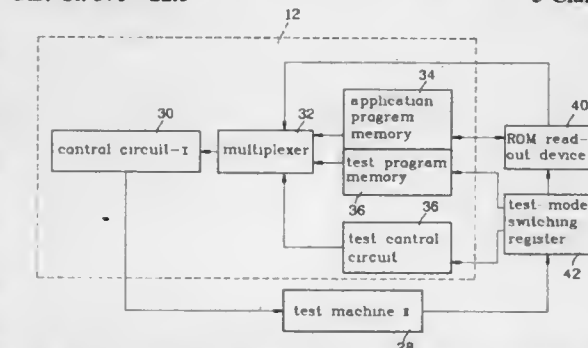 12
30
control circuit-I
32
multiplexer
34
application
program
memory
test program
memory
36
36
test control
circuit
40
ROM read-
out device
test mode
switching
register
42
test machine I
28